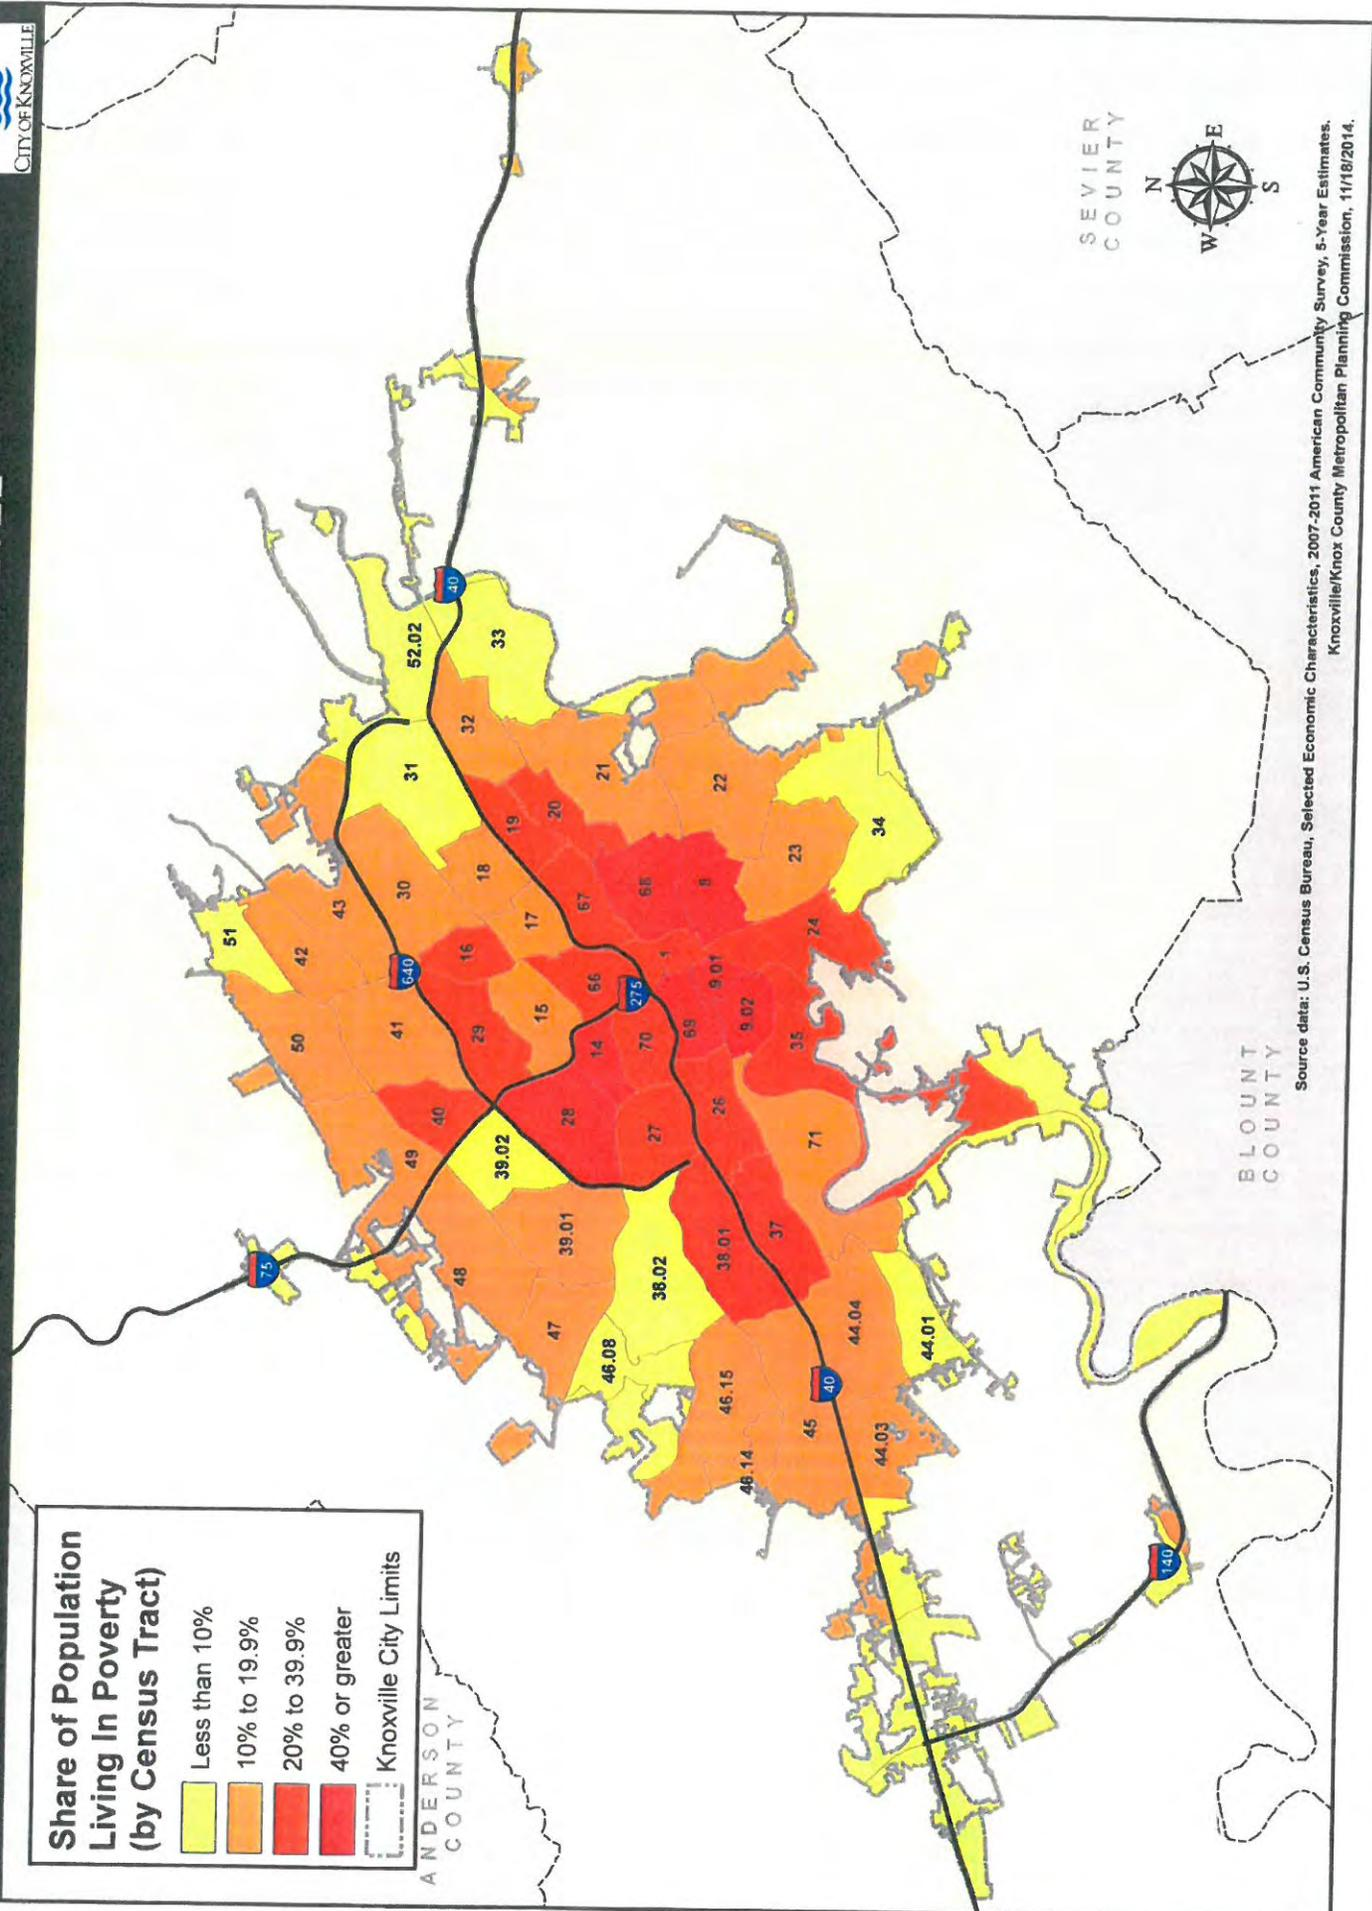 CITY OF KNOXVILLE
Share of Population
Living In Poverty
(by Census Tract)
Less than 10%
10% to 19.9%
20% to 39.9%
40% or greater
Knoxville City Limits
ANDERSON
COUNTY
SEVIER
COUNTY
BLOUNT
COUNTY
N
W
E
S
75
640
275
40
40
140
51
50
42
43
41
30
31
52.02
33
32
49
40
29
16
18
17
15
19
20
21
22
23
34
24
67
68
8
66
1
9.01
9.02
69
70
14
28
27
26
35
71
39.02
39.01
48
47
46.08
38.02
38.01
37
46.15
46.14
45
44.04
44.01
44.03
Source data: U.S. Census Bureau, Selected Economic Characteristics, 2007-2011 American Community Survey, 5-Year Estimates.
Knoxville/Knox County Metropolitan Planning Commission, 11/18/2014.